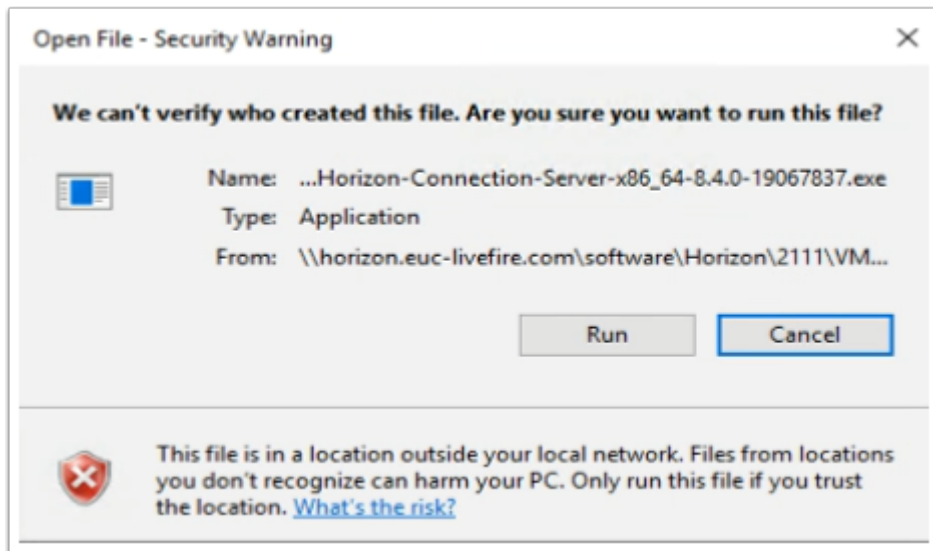 Open File - Security Warning
We can't verify who created this file. Are you sure you want to run this file?
Name: ...Horizon-Connection-Server-x86_64-8.4.0-19067837.exe
Type: Application
From: \\horizon.euc-livefire.com\software\Horizon\2111\VM...
Run Cancel
This file is in a location outside your local network. Files from locations
you don't recognize can harm your PC. Only run this file if you trust
the location. What's the risk?